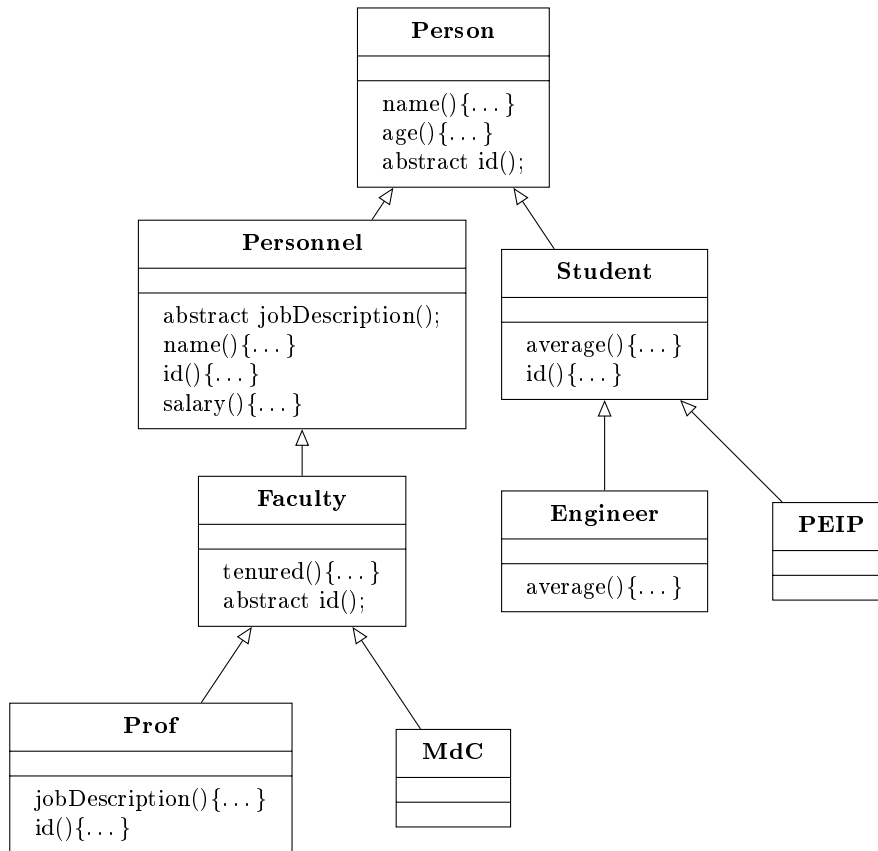 Person
name(){...}
age(){...}
abstract id();
Personnel
abstract jobDescription();
name(){...}
id(){...}
salary(){...}
Student
average(){...}
id(){...}
Faculty
tenured(){...}
abstract id();
Engineer
average(){...}
PEIP
Prof
jobDescription(){...}
id(){...}
MdC